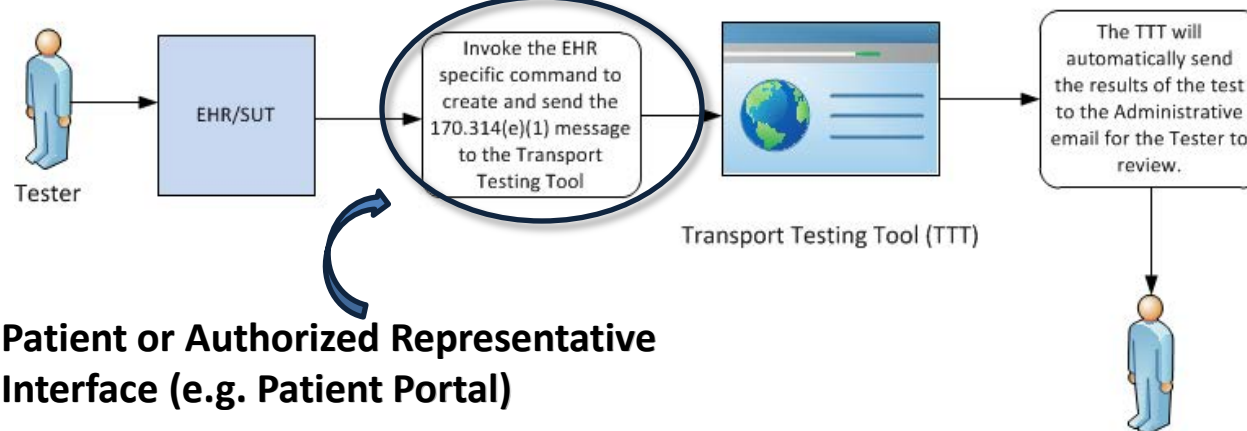 Tester
EHR/SUT
Invoke the EHR
specific command to
create and send the
170.314(e)(1) message
to the Transport
Testing Tool
Transport Testing Tool (TTT)
The TTT will
automatically send
the results of the test
to the Administrative
email for the Tester to
review.
Patient or Authorized Representative
Interface (e.g. Patient Portal)